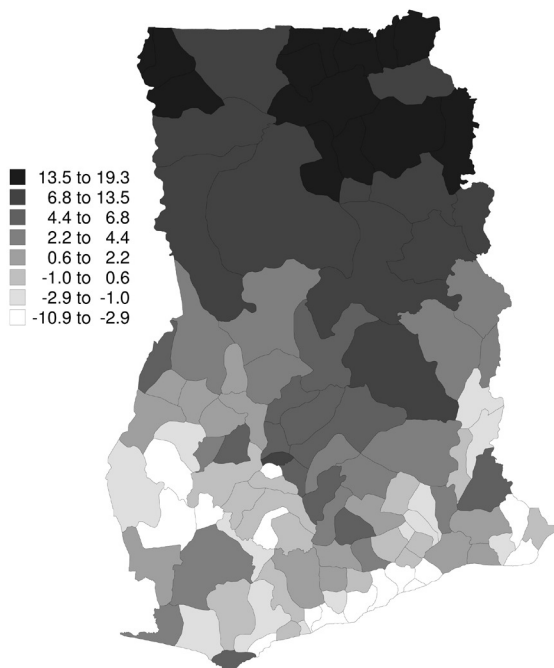 13.5 to 19.3
6.8 to 13.5
4.4 to 6.8
2.2 to 4.4
0.6 to 2.2
-1.0 to 0.6
-2.9 to -1.0
-10.9 to -2.9